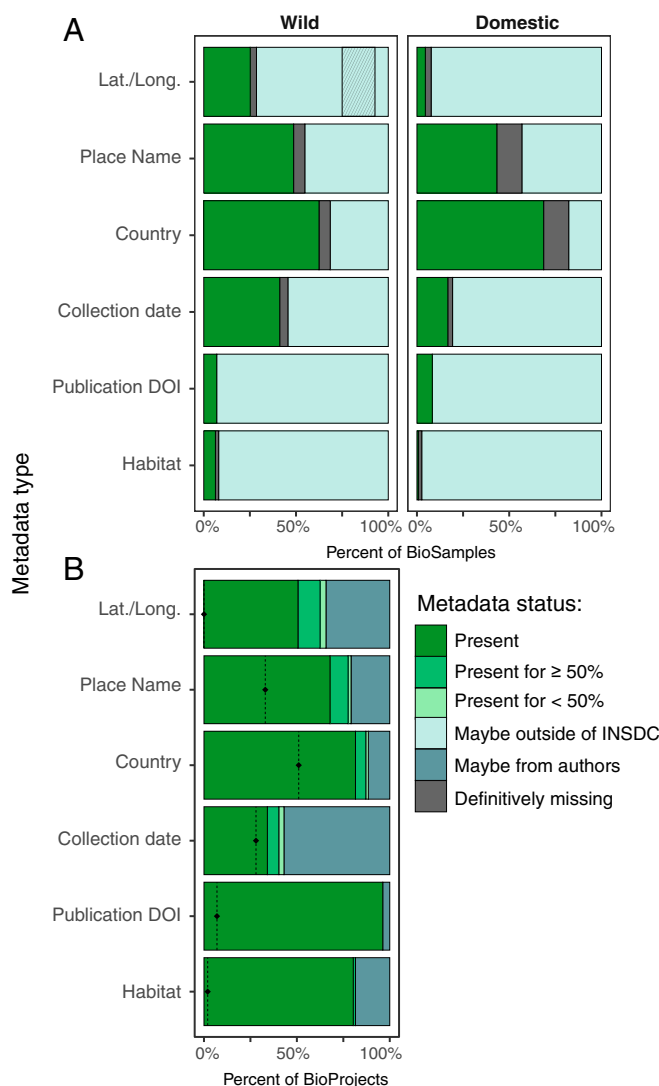 A
Wild
Domestic
Lat./Long.
Place Name
Country
Collection date
Publication DOI
Habitat
0%
50%
100%
0%
50%
100%
Percent of BioSamples
Metadata type
B
Lat./Long.
Place Name
Country
Collection date
Publication DOI
Habitat
0%
50%
100%
Percent of BioProjects
Metadata status:
Present
Present for ≥ 50%
Present for < 50%
Maybe outside of INSDC
Maybe from authors
Definitively missing